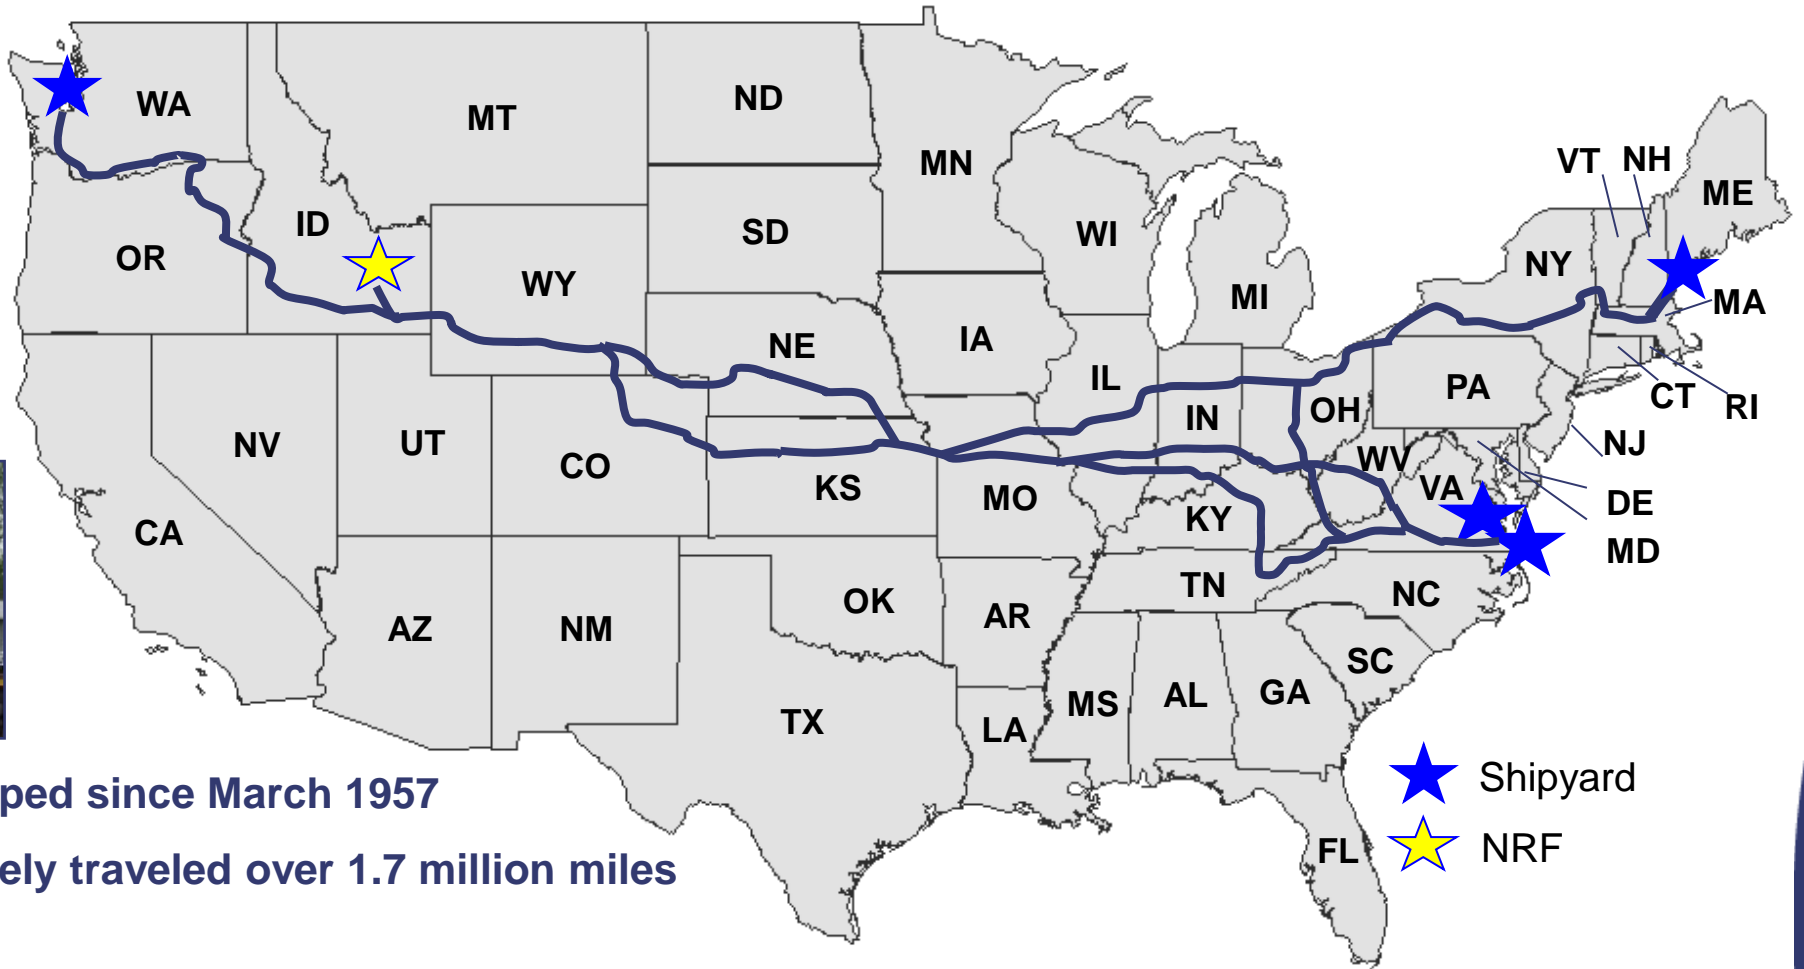 WA
MT
ND
MN
VT NH
ME
ID
OR
SD
WI
NY
WY
MI
MA
NE
IA
IL
PA
CT
RI
IN
OH
NJ
NV
UT
CO
KS
MO
WV
VA
DE
KY
CA
MD
TN
NC
OK
AR
AZ
NM
SC
GA
AL
MS
TX
LA
FL
Shipyard
NRF
ped since March 1957
ely traveled over 1.7 million miles